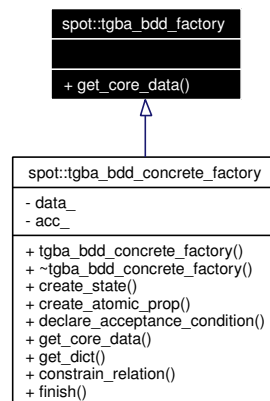 spot::tgba_bdd_factory
+ get_core_data()
spot::tgba_bdd_concrete_factory
- data_
- acc_
+ tgba_bdd_concrete_factory()
+ ~tgba_bdd_concrete_factory()
+ create_state()
+ create_atomic_prop()
+ declare_acceptance_condition()
+ get_core_data()
+ get_dict()
+ constrain_relation()
+ finish()